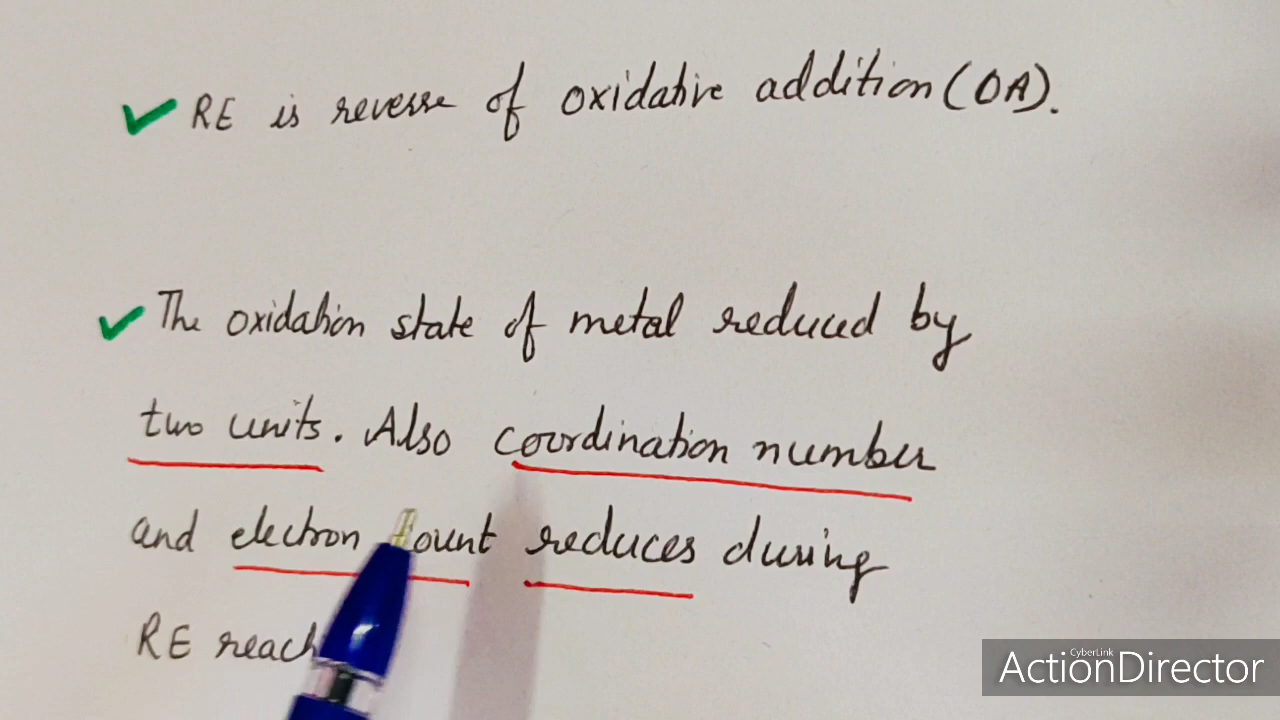 RE is reverse of oxidative addition (OA).
The oxidation state of metal reduced by
two units. Also coordination number
and electron count reduces during
RE
CyberLink
ActionDirector